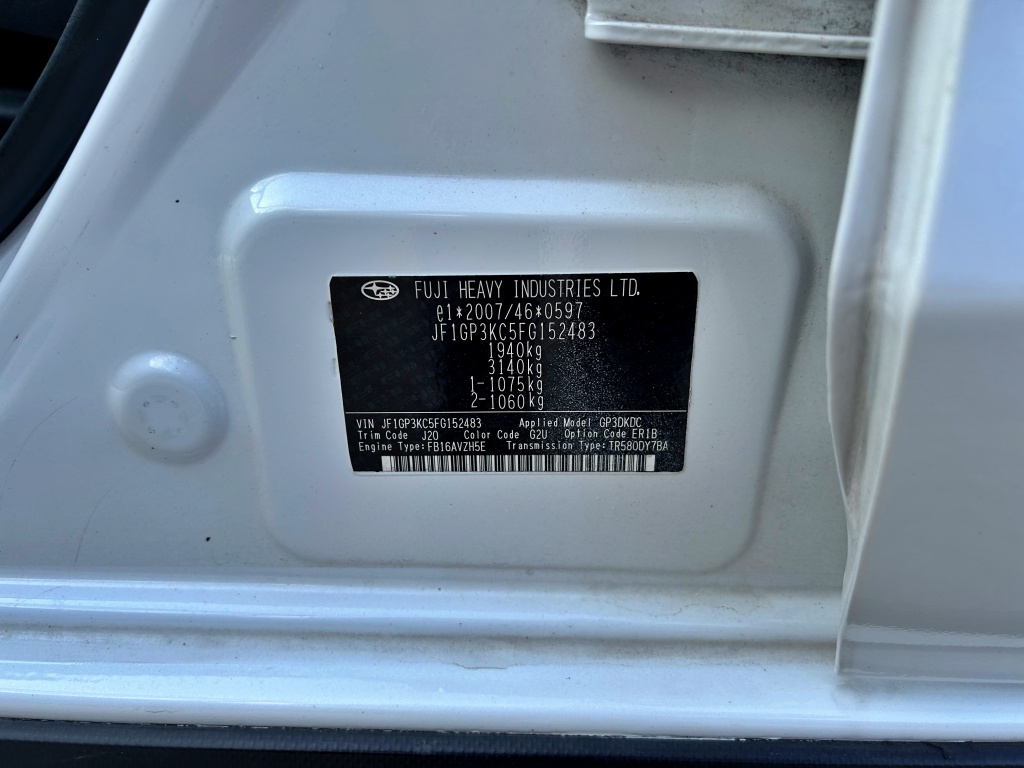 FUJI HEAVY INDUSTRIES LTD.
e1*2007/46*0597
JF1GP3KC5FG152483
1940kg
3140kg
1-1075kg
2-1060kg
VIN JF1GP3KC5FG152483 Applied Model GP3DKDC
Trim Code J20 Color Code G2U Option Code ER1B
Engine Type:FB16AVZH5E Transmission Type:TR580DY7BA